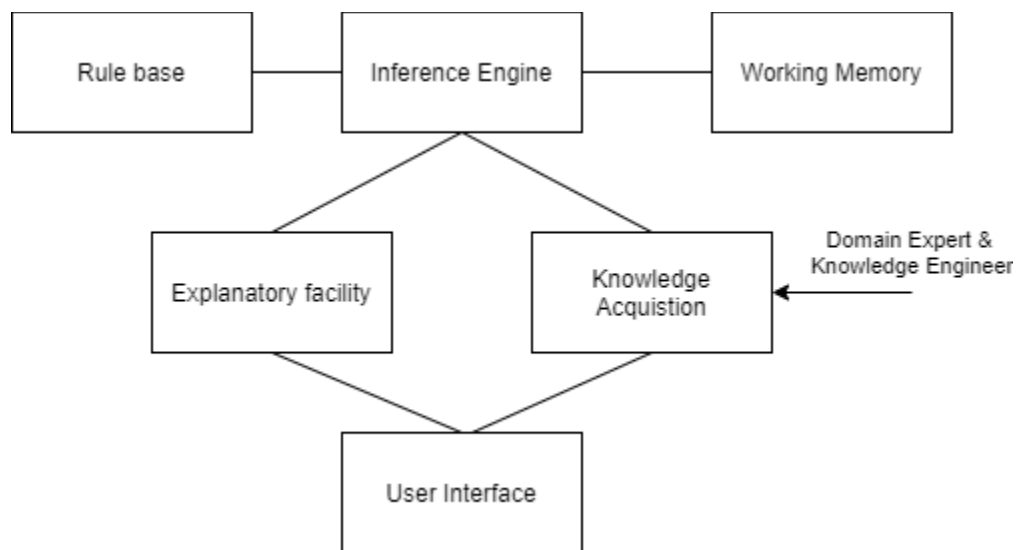 Rule base
Inference Engine
Working Memory
Explanatory facility
Knowledge
Acquistion
Domain Expert &
Knowledge Engineer
User Interface